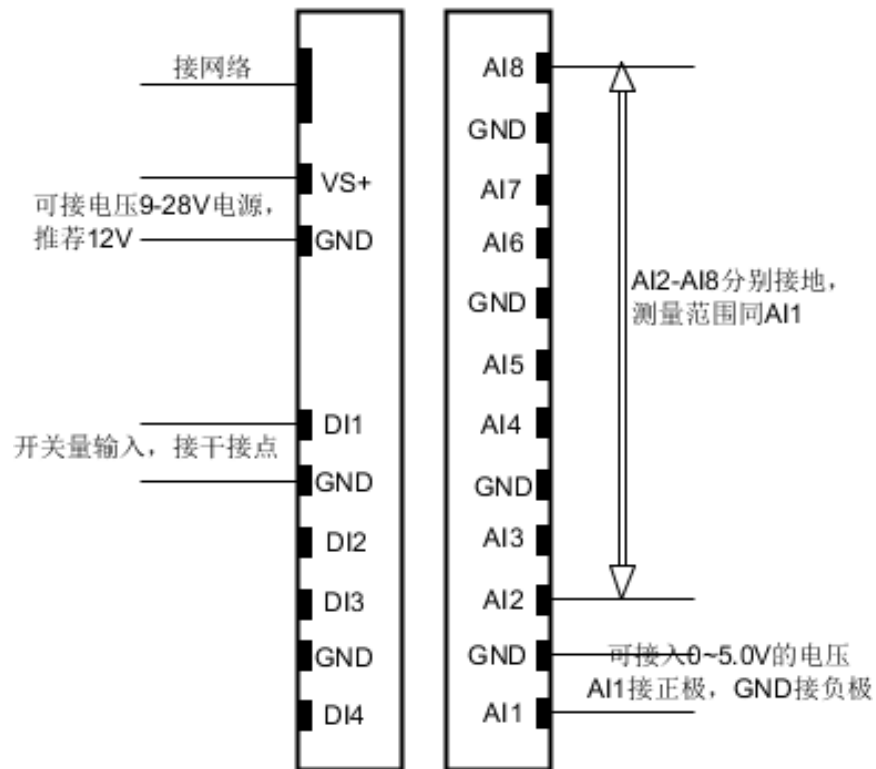 接网络
VS+
可接电压9-28V电源，
推荐12V
GND
DI1
开关量输入，接干接点
GND
DI2
DI3
GND
DI4
AI8
GND
AI7
AI6
GND
AI5
AI4
GND
AI3
AI2
GND
AI1
AI2-AI8分别接地，
测量范围同AI1
可接入0~5.0V的电压
AI1接正极，GND接负极